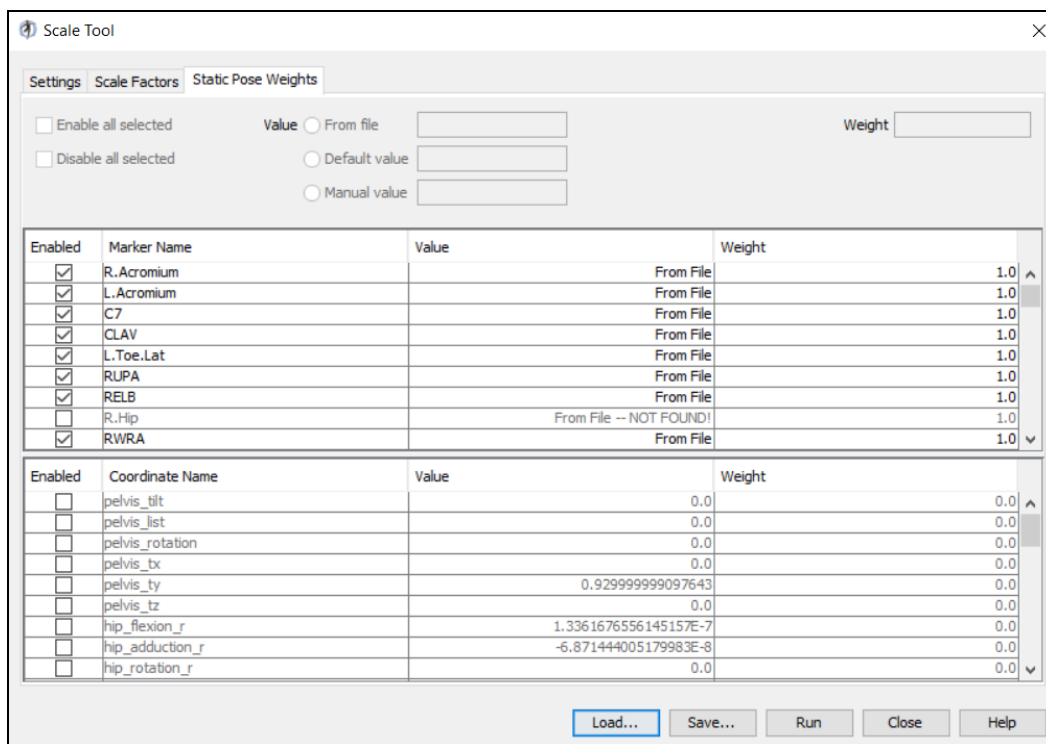 Scale Tool
Settings Scale Factors Static Pose Weights
Enable all selected Value From file Weight
Disable all selected Default value
Manual value
Enabled Marker Name Value Weight
R.Acromium From File 1.0
L.Acromium From File 1.0
C7 From File 1.0
CLAV From File 1.0
L.Toe.Lat From File 1.0
RUPA From File 1.0
RELB From File 1.0
R.Hip From File -- NOT FOUND! 1.0
RWRA From File 1.0
Enabled Coordinate Name Value Weight
pelvis_tilt 0.0 0.0
pelvis_list 0.0 0.0
pelvis_rotation 0.0 0.0
pelvis_tx 0.0 0.0
pelvis_ty 0.929999999097643 0.0
pelvis_tz 0.0 0.0
hip_flexion_r 1.3361676556145157E-7 0.0
hip_adduction_r -6.871444005179983E-8 0.0
hip_rotation_r 0.0 0.0
Load... Save... Run Close Help